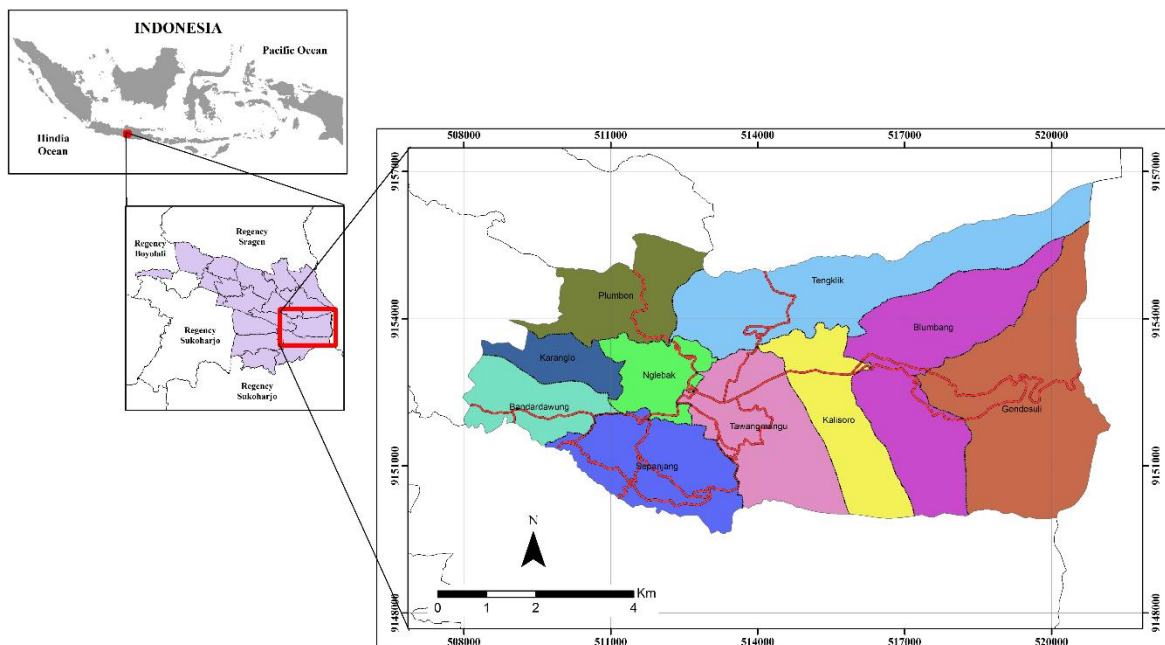 INDONESIA
Pacific Ocean
Hindia
Ocean
Regency
Sragen
Regency
Boyolali
Regency
Sukoharjo
Regency
Sukoharjo
508000
511000
514000
517000
520000
9157000
9157000
9154000
9154000
9151000
9151000
9148000
9148000
Tengklik
Plumbon
Blumbang
Karanglo
Nglebak
Bandardawung
Tawangmangu
Kalisoro
Gondosuli
Sepanjang
N
Km
0 1 2 4
508000
511000
514000
517000
520000